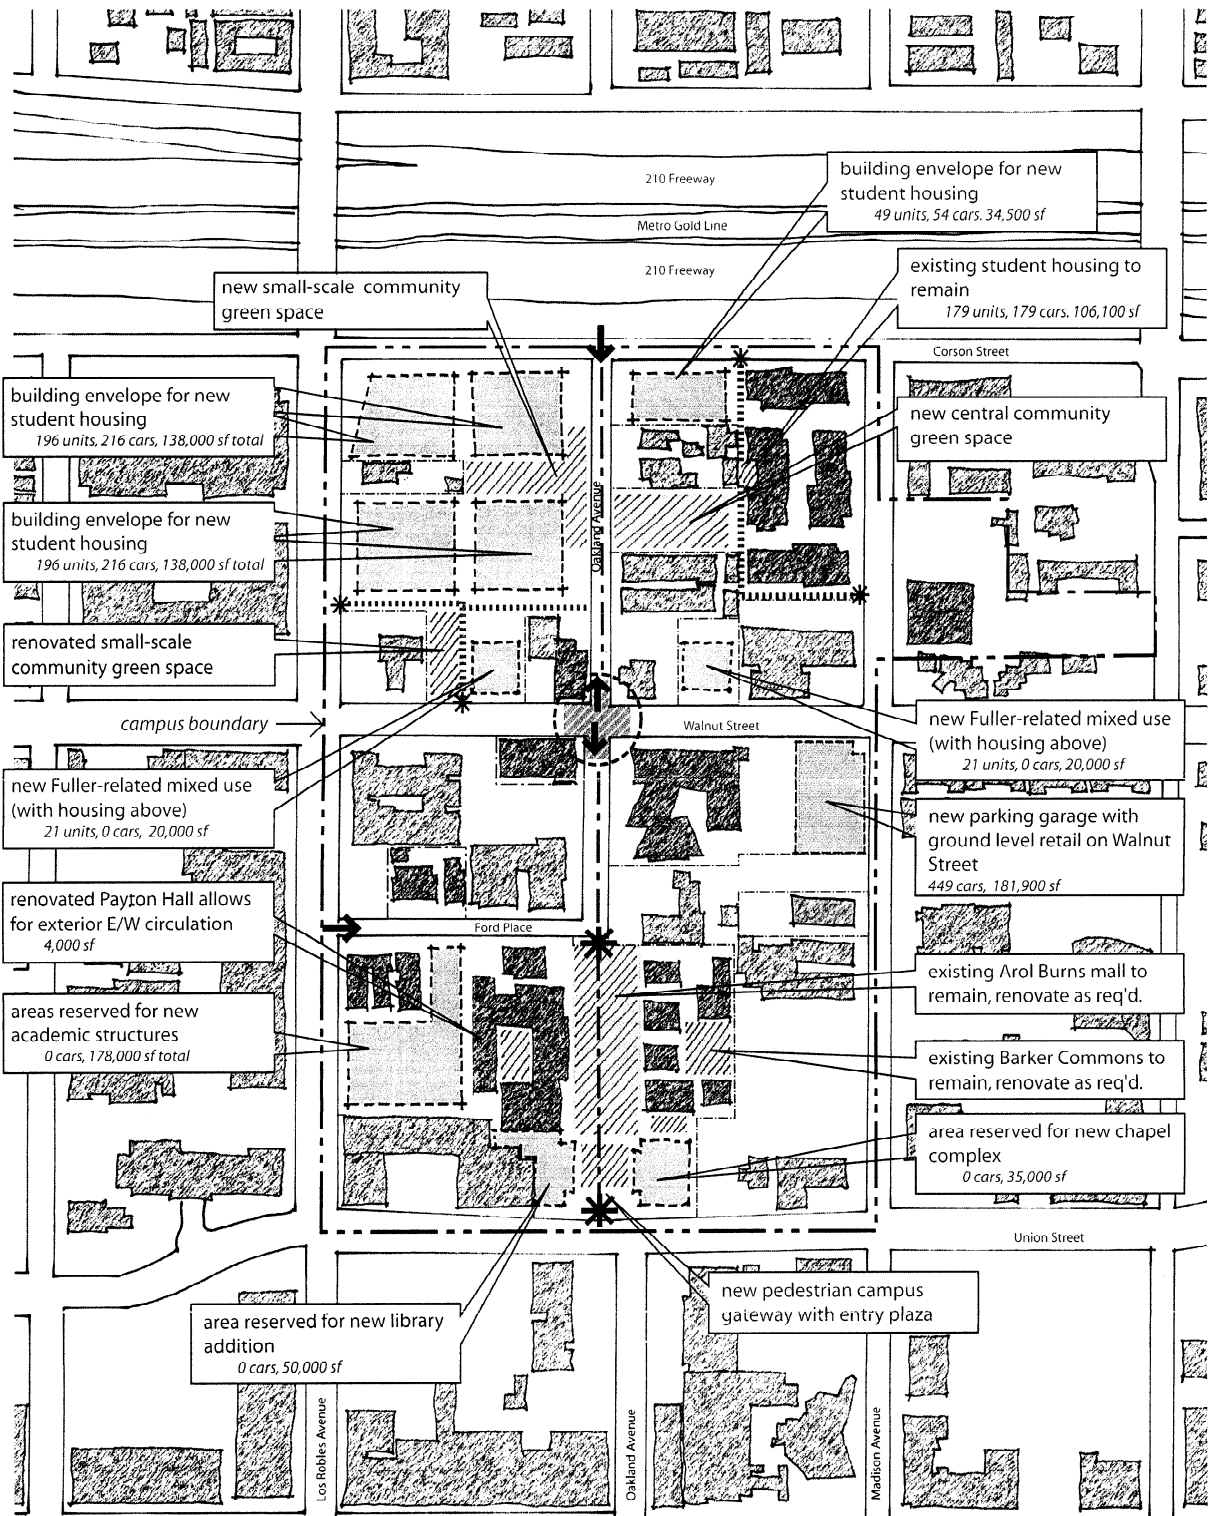 210 Freeway
building envelope for new
student housing
49 units, 54 cars. 34,500 sf
Metro Gold Line
210 Freeway
existing student housing to
remain
179 units, 179 cars. 106,100 sf
new small-scale community
green space
Corson Street
building envelope for new
student housing
196 units, 216 cars, 138,000 sf total
new central community
green space
Oakland Avenue
building envelope for new
student housing
196 units, 216 cars, 138,000 sf total
renovated small-scale
community green space
campus boundary
Walnut Street
new Fuller-related mixed use
(with housing above)
21 units, 0 cars, 20,000 sf
new Fuller-related mixed use
(with housing above)
21 units, 0 cars, 20,000 sf
new parking garage with
ground level retail on Walnut
Street
449 cars, 181,900 sf
renovated Payton Hall allows
for exterior E/W circulation
4,000 sf
Ford Place
existing Arol Burns mall to
remain, renovate as req'd.
areas reserved for new
academic structures
0 cars, 178,000 sf total
existing Barker Commons to
remain, renovate as req'd.
area reserved for new chapel
complex
0 cars, 35,000 sf
Union Street
new pedestrian campus
gateway with entry plaza
area reserved for new library
addition
0 cars, 50,000 sf
Los Robles Avenue
Oakland Avenue
Madison Avenue